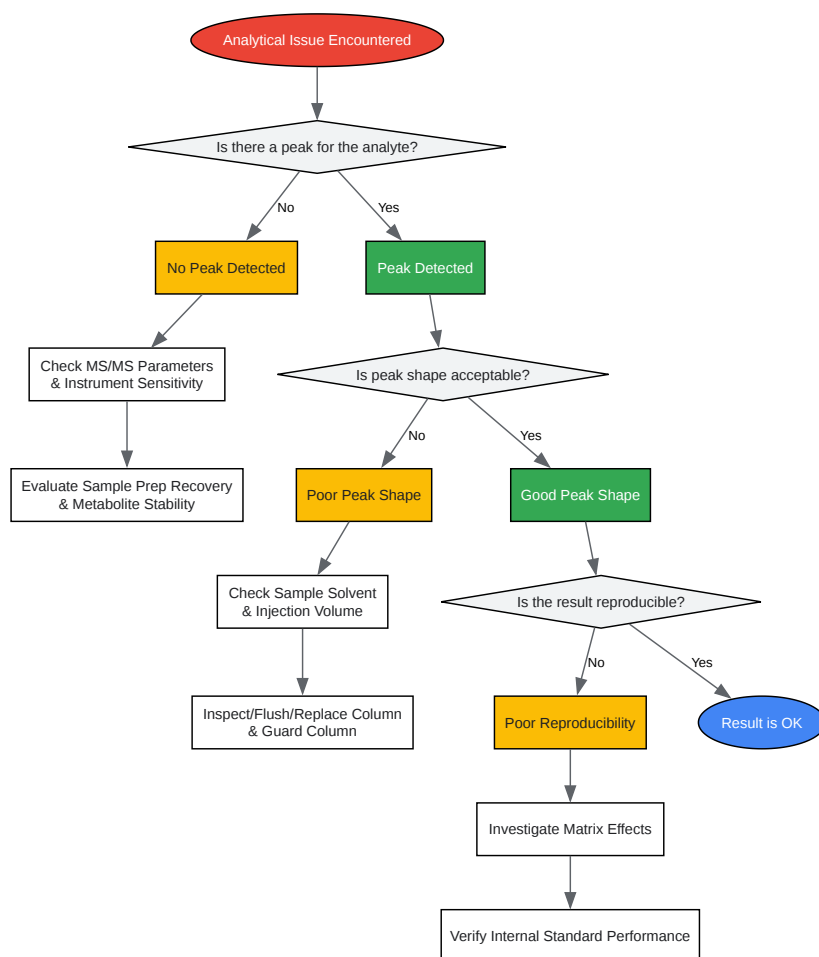 Analytical Issue Encountered
Is there a peak for the analyte?
No
Yes
No Peak Detected
Peak Detected
Check MS/MS Parameters
& Instrument Sensitivity
Is peak shape acceptable?
No
Yes
Evaluate Sample Prep Recovery
& Metabolite Stability
Poor Peak Shape
Good Peak Shape
Check Sample Solvent
& Injection Volume
Is the result reproducible?
No
Yes
Inspect/Flush/Replace Column
& Guard Column
Poor Reproducibility
Result is OK
Investigate Matrix Effects
Verify Internal Standard Performance